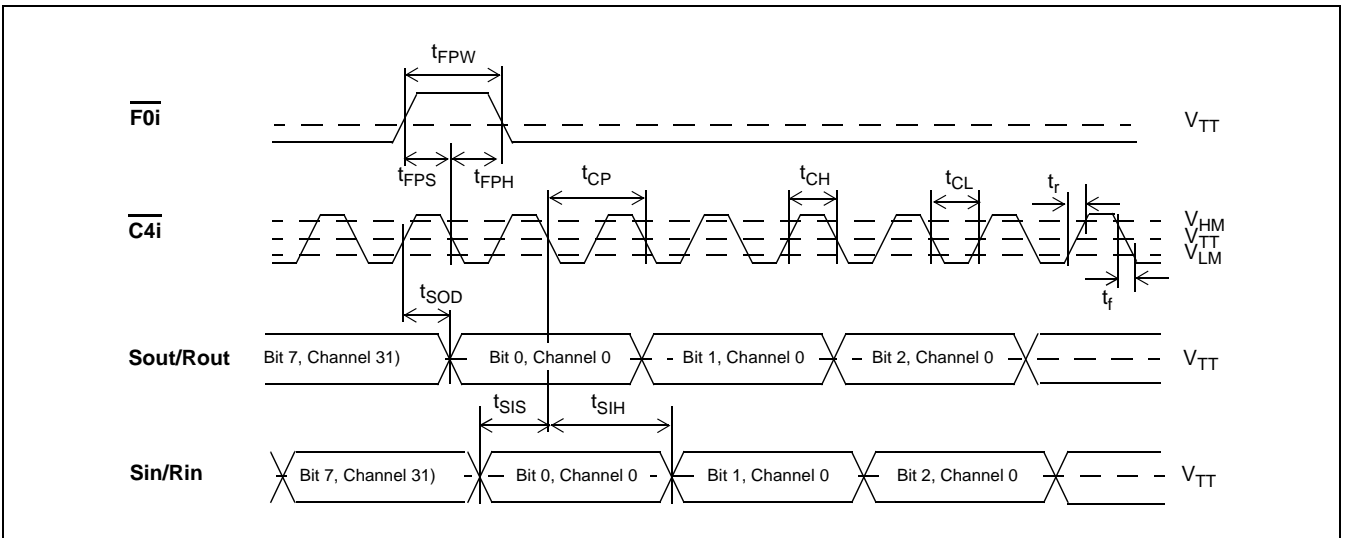 tFPW
F0i
VTT
tFPS
tFPH
tCP
tCH
tCL
tr
C4i
VHM
VTT
VLM
tSOD
tf
Sout/Rout
Bit 7, Channel 31)
Bit 0, Channel 0
Bit 1, Channel 0
Bit 2, Channel 0
VTT
tSIS
tSIH
Sin/Rin
Bit 7, Channel 31)
Bit 0, Channel 0
Bit 1, Channel 0
Bit 2, Channel 0
VTT